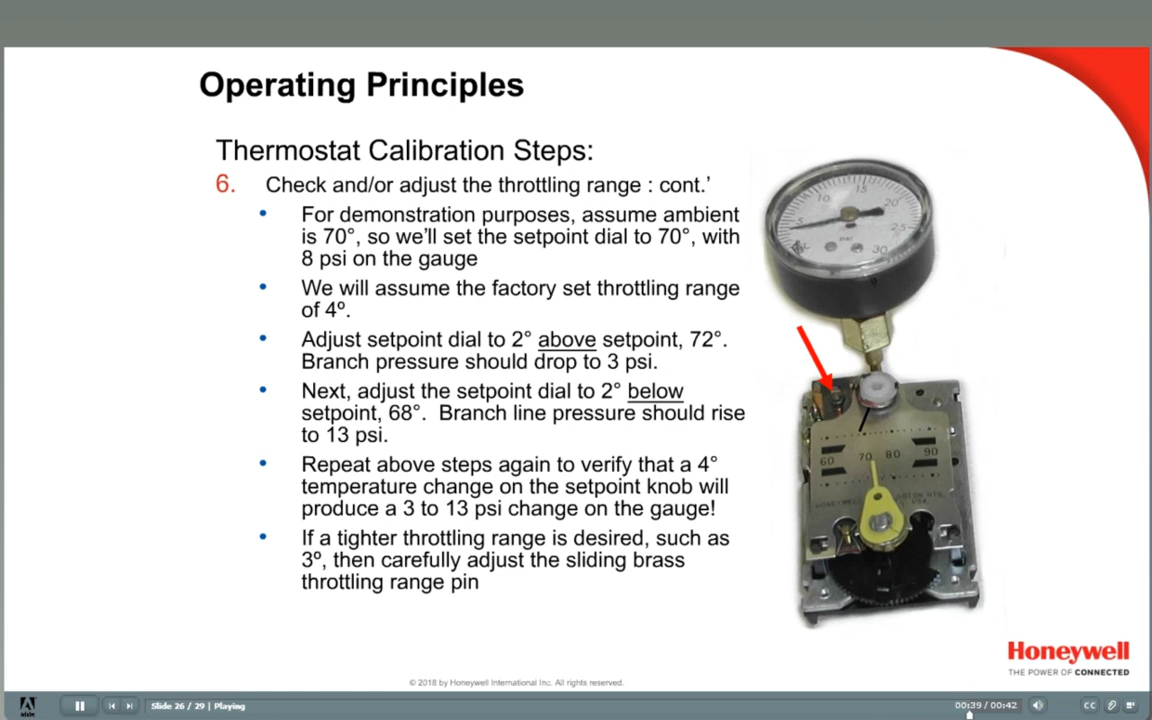 Operating Principles
Thermostat Calibration Steps:
6. Check and/or adjust the throttling range : cont.’
• For demonstration purposes, assume ambient
is 70°, so we’ll set the setpoint dial to 70°, with
8 psi on the gauge
• We will assume the factory set throttling range
of 4º.
• Adjust setpoint dial to 2° above setpoint, 72°.
Branch pressure should drop to 3 psi.
• Next, adjust the setpoint dial to 2° below
setpoint, 68°. Branch line pressure should rise
to 13 psi.
• Repeat above steps again to verify that a 4°
temperature change on the setpoint knob will
produce a 3 to 13 psi change on the gauge!
• If a tighter throttling range is desired, such as
3º, then carefully adjust the sliding brass
throttling range pin
5 10 15 20 25 30
psi
60 70 80 90
Honeywell
THE POWER OF CONNECTED
© 2018 by Honeywell International Inc. All rights reserved.
Adobe
Slide 26 / 29 | Playing
00:39 / 00:42
CC